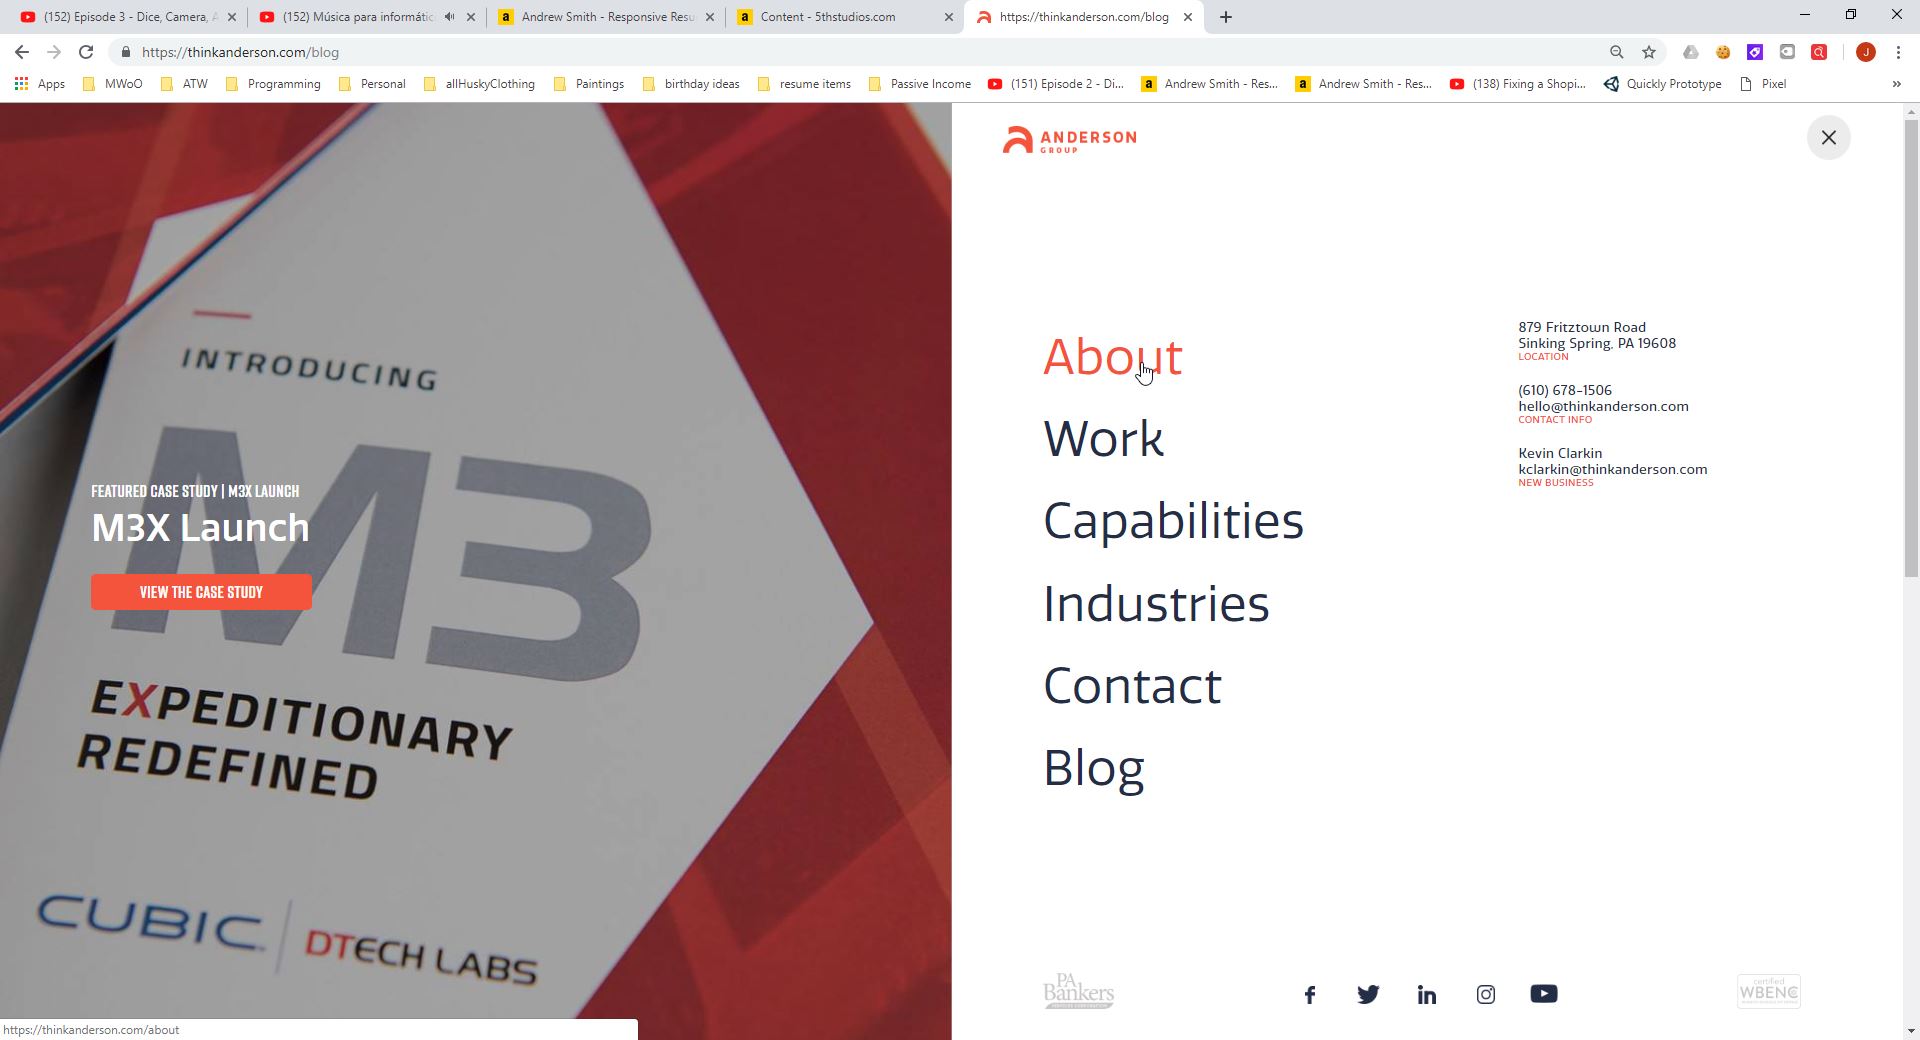 (152) Episode 3 - Dice, Camera, A
(152) Música para informátic
Andrew Smith - Responsive Resu
Content - 5thstudios.com
https://thinkanderson.com/blog
https://thinkanderson.com/blog
J
Apps
MWoO
ATW
Programming
Personal
allHuskyClothing
Paintings
birthday ideas
resume items
Passive Income
(151) Episode 2 - Di...
Andrew Smith - Res...
Andrew Smith - Res...
(138) Fixing a Shopi...
Quickly Prototype
Pixel
INTRODUCING
M3
EXPEDITIONARY
REDEFINED
CUBIC
DTECH LABS
FEATURED CASE STUDY | M3X LAUNCH
M3X Launch
VIEW THE CASE STUDY
ANDERSON
GROUP
About
Work
Capabilities
Industries
Contact
Blog
879 Fritztown Road
Sinking Spring, PA 19608
LOCATION
(610) 678-1506
hello@thinkanderson.com
CONTACT INFO
Kevin Clarkin
kclarkin@thinkanderson.com
NEW BUSINESS
PA
Bankers
certified
WBENC
https://thinkanderson.com/about